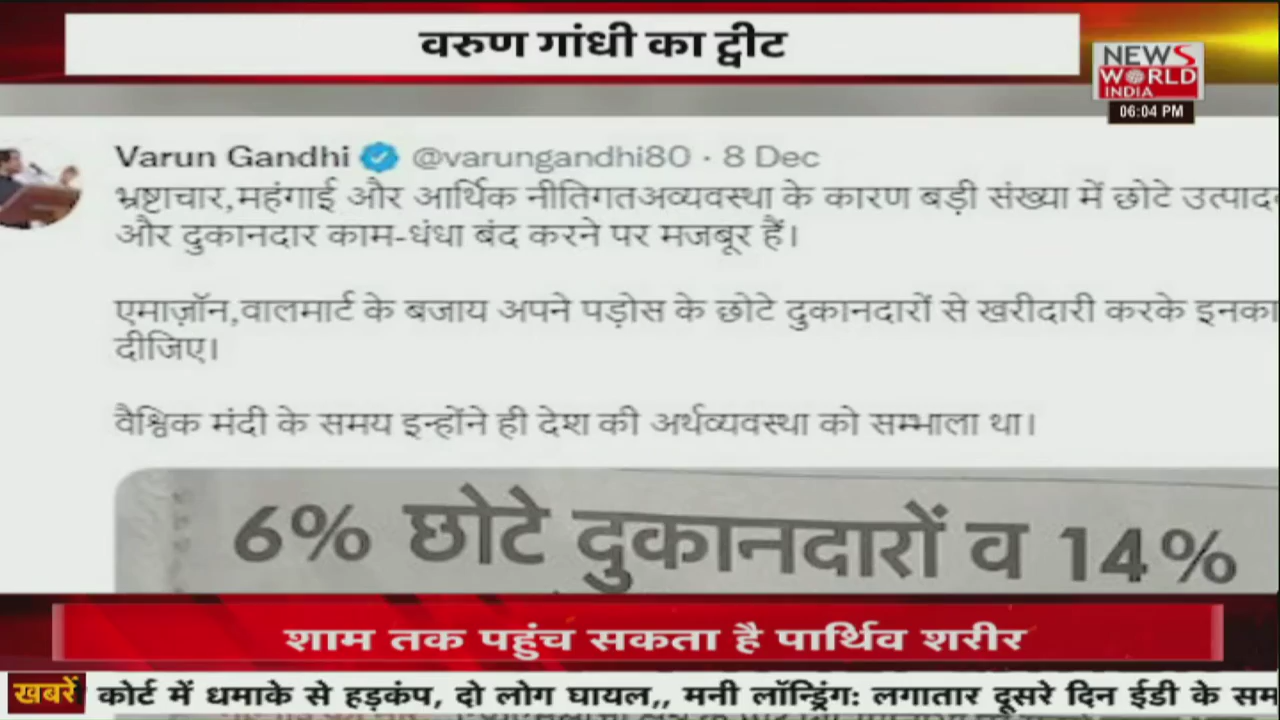 वरुण गांधी का ट्वीट
NEWS
WORLD
INDIA
06:04 PM
Varun Gandhi @varungandhi80 · 8 Dec
भ्रष्टाचार,महंगाई और आर्थिक नीतिगतअव्यवस्था के कारण बड़ी संख्या में छोटे
और दुकानदार काम-धंधा बंद करने पर मजबूर हैं।
एमाज़ॉन,वालमार्ट के बजाय अपने पड़ोस के छोटे दुकानदारों से खरीदारी करके इनका
दीजिए।
वैश्विक मंदी के समय इन्होंने ही देश की अर्थव्यवस्था को सम्भाला था।
6% छोटे दुकानदारों व 14%
शाम तक पहुंच सकता है पार्थिव शरीर
खबरें कोर्ट में धमाके से हड़कंप, दो लोग घायल,, मनी लॉन्ड्रिंग: लगातार दूसरे दिन ईडी के